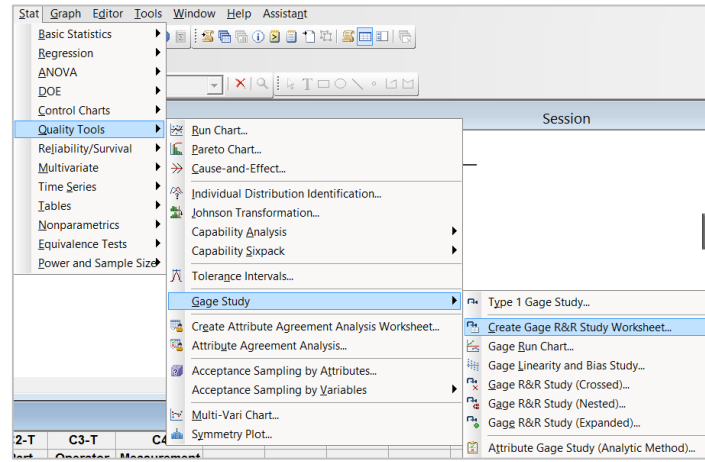 Stat Graph Editor Tools Window Help Assistant
Basic Statistics
Regression
ANOVA
DOE
Control Charts
Quality Tools
Reliability/Survival
Multivariate
Time Series
Tables
Nonparametrics
Equivalence Tests
Power and Sample Size
Session
Run Chart...
Pareto Chart...
Cause-and-Effect...
Individual Distribution Identification...
Johnson Transformation...
Capability Analysis
Capability Sixpack
Tolerance Intervals...
Gage Study
Create Attribute Agreement Analysis Worksheet...
Attribute Agreement Analysis...
Acceptance Sampling by Attributes...
Acceptance Sampling by Variables
Multi-Vari Chart...
Symmetry Plot...
Type 1 Gage Study...
Create Gage R&R Study Worksheet...
Gage Run Chart...
Gage Linearity and Bias Study...
Gage R&R Study (Crossed)...
Gage R&R Study (Nested)...
Gage R&R Study (Expanded)...
Attribute Gage Study (Analytic Method)...
2-T C3-T C4
Operator Measurement